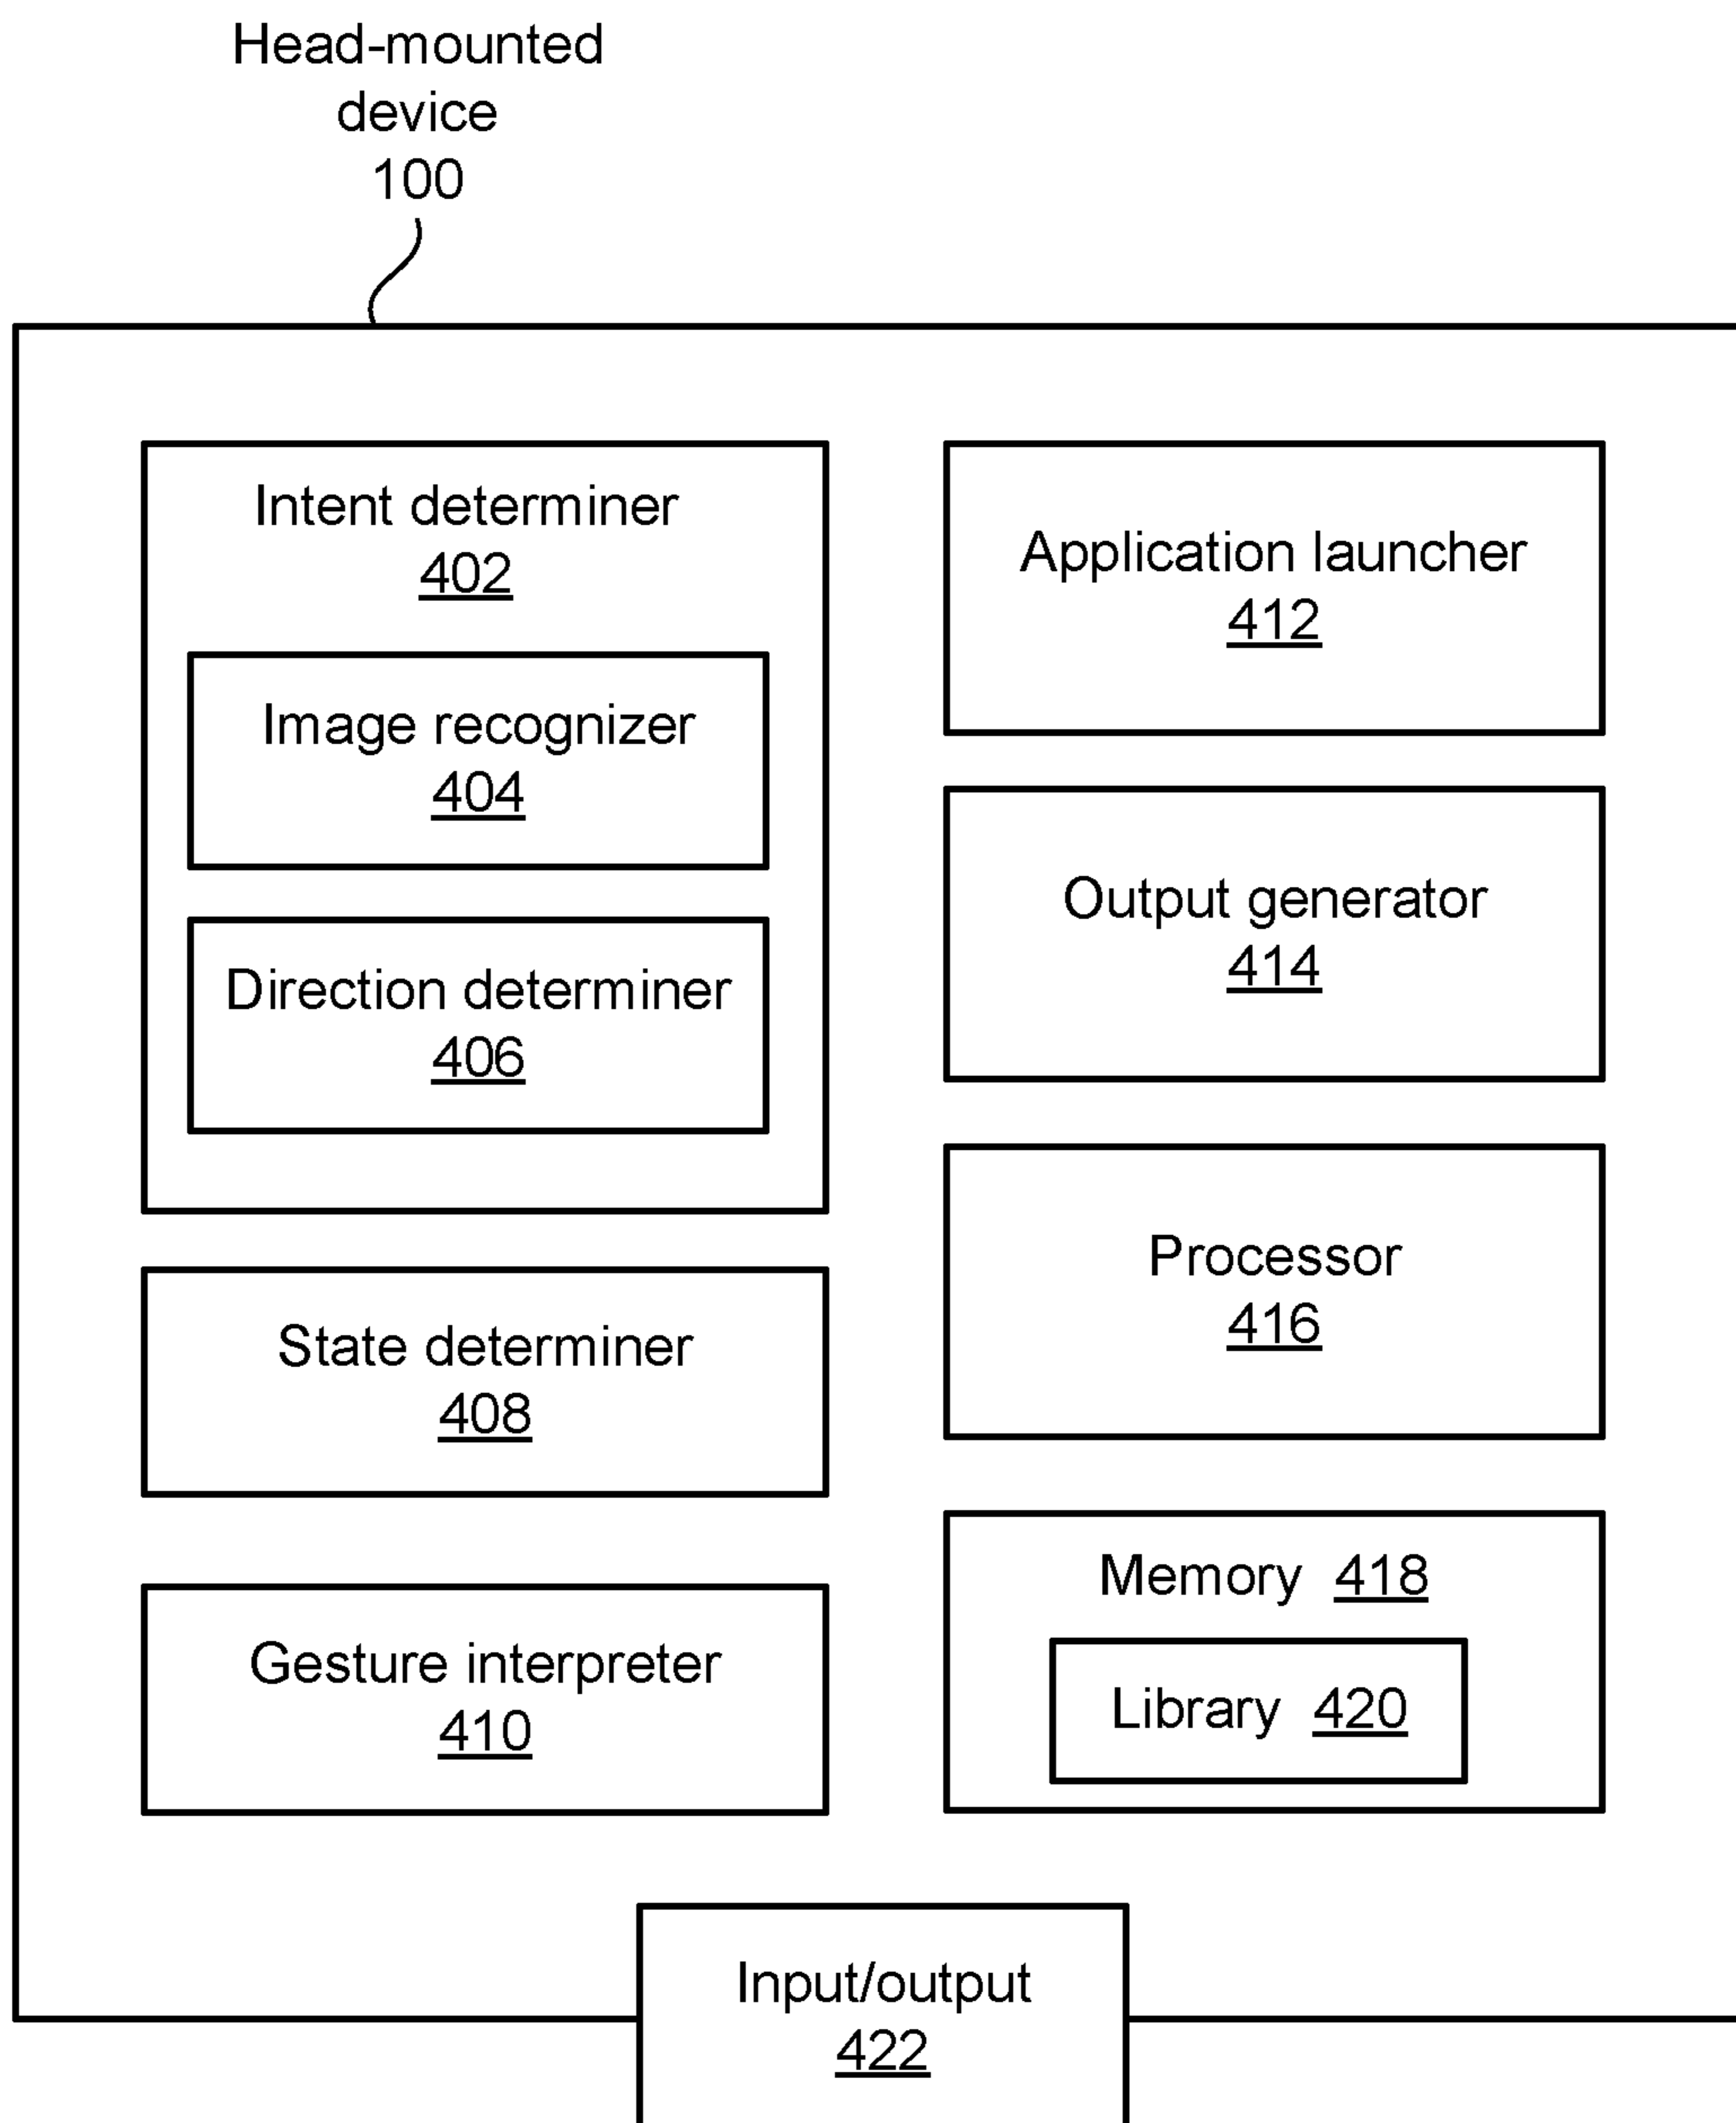 Head-mounted
device
100
Intent determiner
402
Image recognizer
404
Direction determiner
406
State determiner
408
Gesture interpreter
410
Application launcher
412
Output generator
414
Processor
416
Memory 418
Library 420
Input/output
422